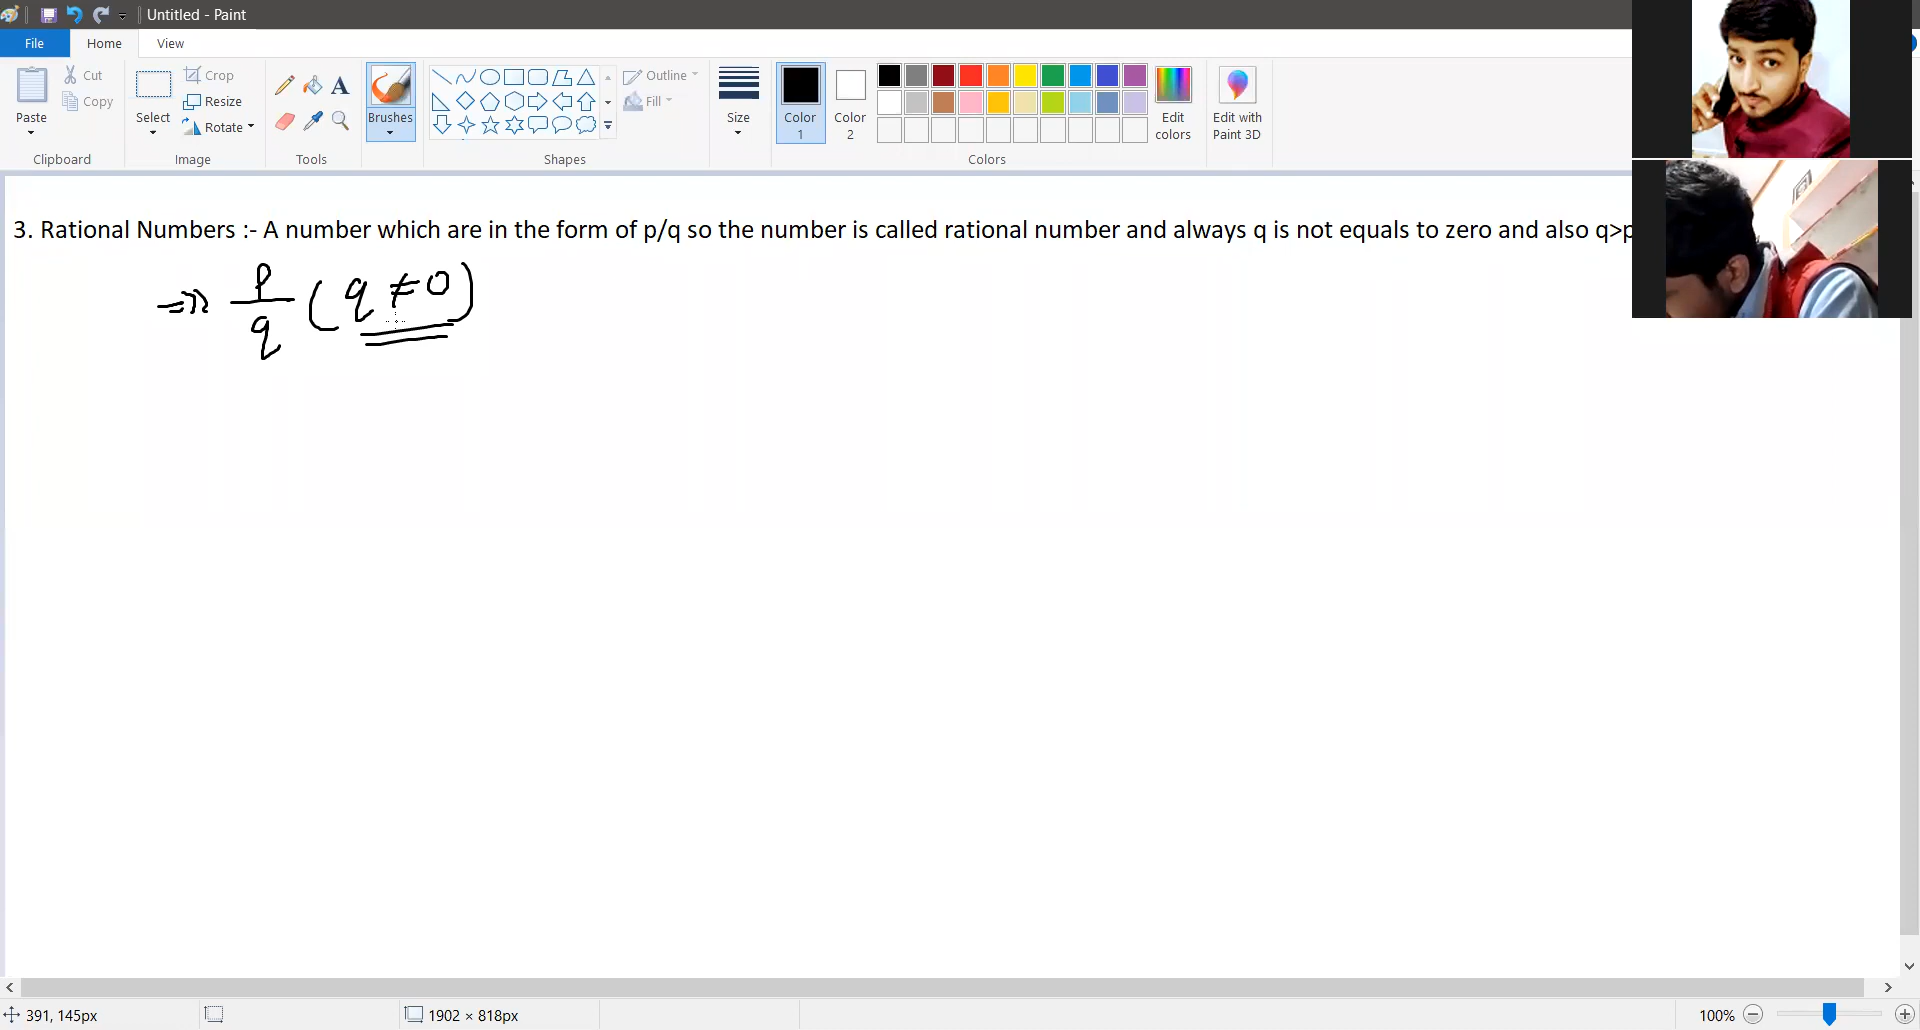 Untitled - Paint
File Home View
Paste Cut Copy Clipboard
Select Crop Resize Rotate Image
Tools
Brushes
Shapes Outline Fill
Size
Color 1 Color 2 Edit colors Colors
Edit with Paint 3D
3. Rational Numbers :- A number which are in the form of p/q so the number is called rational number and always q is not equals to zero and also q>p
⇒» p/q (q ≠ 0)
391, 145px 1902 × 818px 100%